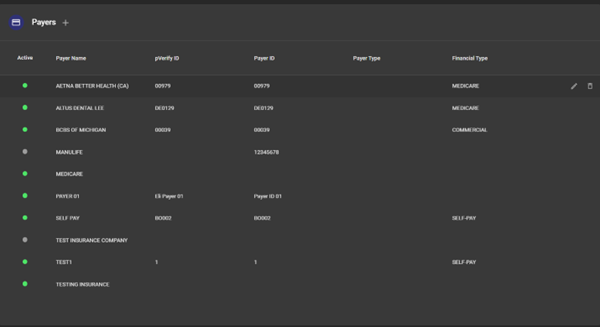 Payers +
Active Payer Name pVerify ID Payer ID Payer Type Financial Type
AETNA BETTER HEALTH (CA) 00979 00979 MEDICARE
ALTUS DENTAL LEE DE0129 DE0129 MEDICARE
BCBS OF MICHIGAN 00039 00039 COMMERCIAL
MANULIFE 12345678
MEDICARE
PAYER 01 Eli Payer 01 Payer ID 01
SELF PAY BO002 BO002 SELF-PAY
TEST INSURANCE COMPANY
TEST1 1 1 SELF-PAY
TESTING INSURANCE